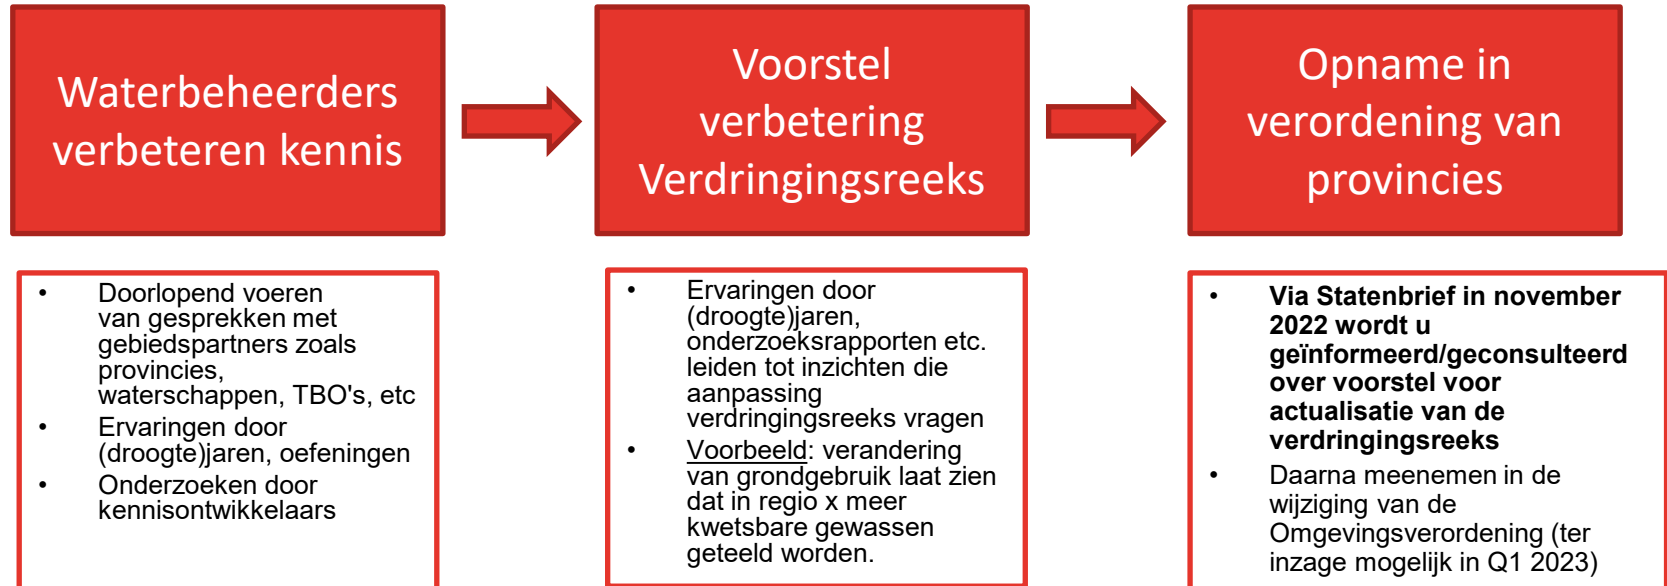 Waterbeheerders
verbeteren kennis
Voorstel
verbetering
Verdringingsreeks
Opname in
verordening van
provincies
• Doorlopend voeren
van gesprekken met
gebiedspartners zoals
provincies,
waterschappen, TBO's, etc
• Ervaringen door
(droogte)jaren, oefeningen
• Onderzoeken door
kennisontwikkelaars
• Ervaringen door
(droogte)jaren,
onderzoeksrapporten etc.
leiden tot inzichten die
aanpassing
verdringingsreeks vragen
• Voorbeeld: verandering
van grondgebruik laat zien
dat in regio x meer
kwetsbare gewassen
geteeld worden.
• Via Statenbrief in november
2022 wordt u
geïnformeerd/geconsulteerd
over voorstel voor
actualisatie van de
verdringingsreeks
• Daarna meenemen in de
wijziging van de
Omgevingsverordening (ter
inzage mogelijk in Q1 2023)